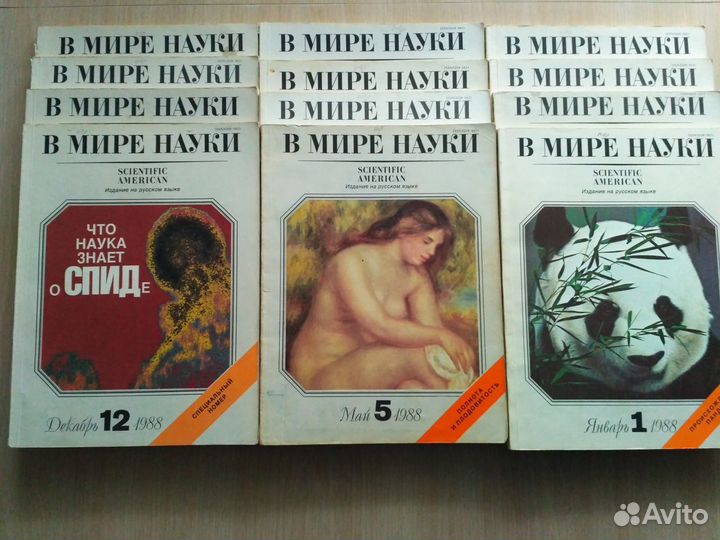 В МИРЕ НАУКИ
В МИРЕ НАУКИ
В МИРЕ НАУКИ
В МИРЕ НАУКИ
SCIENTIFIC
AMERICAN
Издание на русском языке
ЧТО
НАУКА
ЗНАЕТ
О СПИДе
СПЕЦИАЛЬНЫЙ
НОМЕР
Декабрь 12 1988
В МИРЕ НАУКИ
В МИРЕ НАУКИ
В МИРЕ НАУКИ
В МИРЕ НАУКИ
SCIENTIFIC
AMERICAN
Издание на русском языке
ПОЛНОТА
И ПЛОДОВИТОСТЬ
Май 5 1988
В МИРЕ НАУКИ
В МИРЕ НАУКИ
В МИРЕ НАУКИ
В МИРЕ НАУКИ
SCIENTIFIC
AMERICAN
Издание на русском языке
Январь 1 1988
Avito